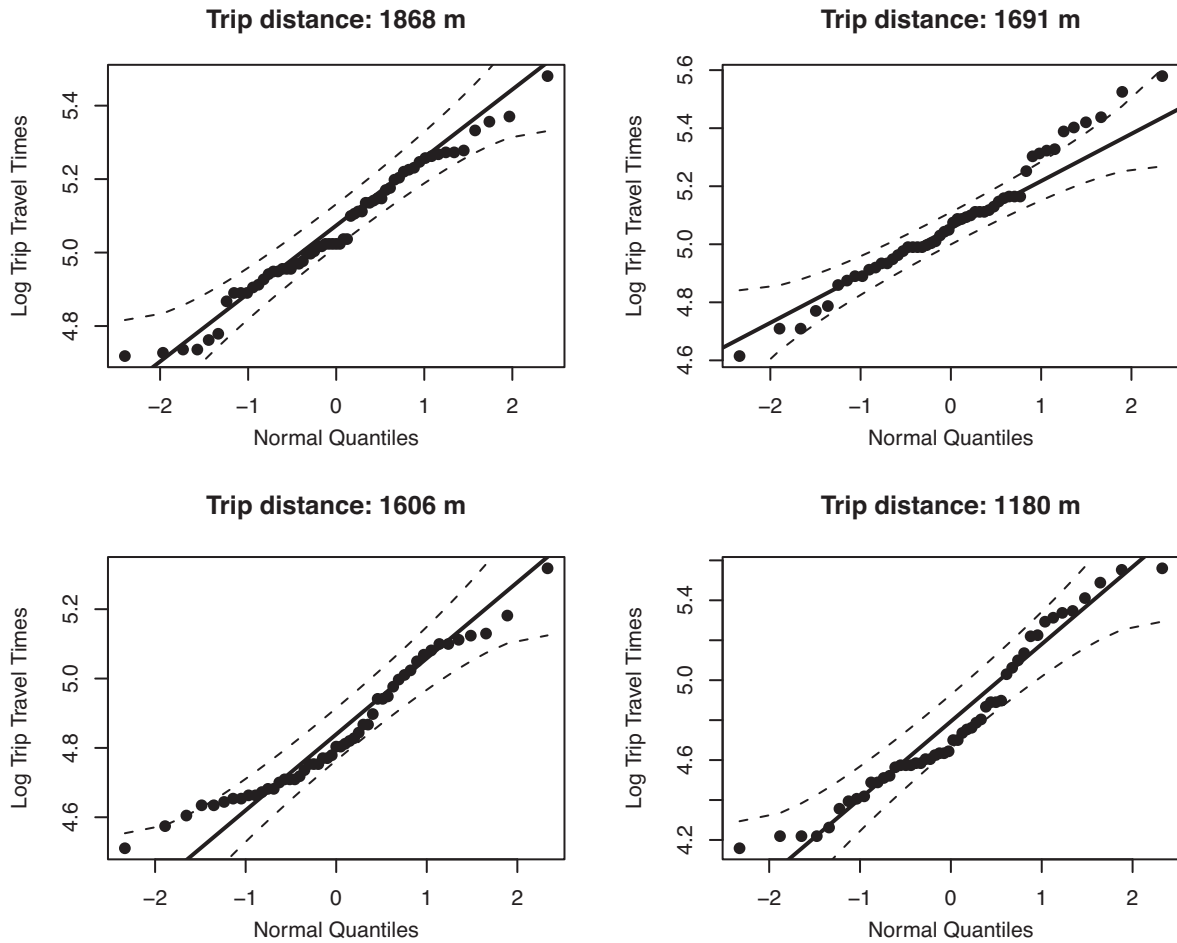 Trip distance: 1868 m
Log Trip Travel Times
5.4
5.2
5.0
4.8
−2 −1 0 1 2
Normal Quantiles
Trip distance: 1691 m
Log Trip Travel Times
5.6
5.4
5.2
5.0
4.8
4.6
−2 −1 0 1 2
Normal Quantiles
Trip distance: 1606 m
Log Trip Travel Times
5.2
5.0
4.8
4.6
−2 −1 0 1 2
Normal Quantiles
Trip distance: 1180 m
Log Trip Travel Times
5.4
5.0
4.6
4.2
−2 −1 0 1 2
Normal Quantiles